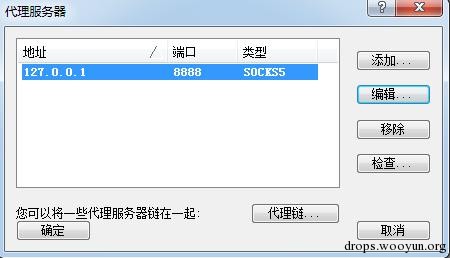 代理服务器
地址 / 端口 类型
127.0.0.1 8888 SOCKS5
添加...
编辑...
移除
检查...
您可以将一些代理服务器链在一起:
代理链...
确定
取消
drops.wooyun.org